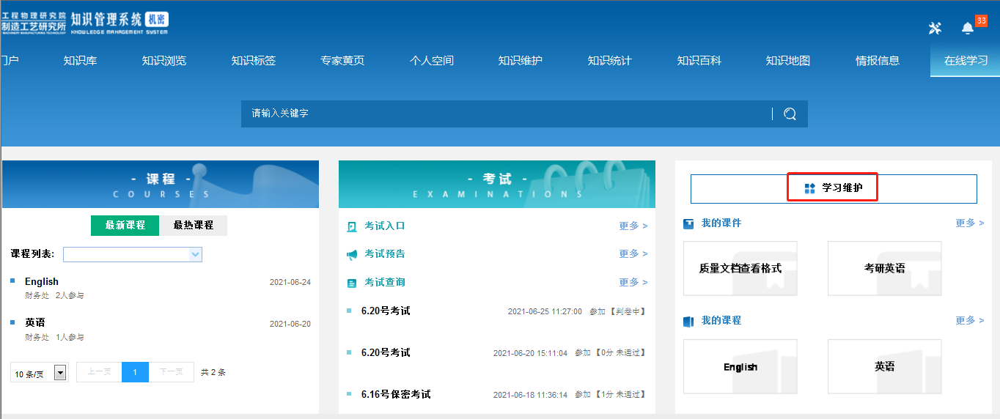 工程物理研究院
制造工艺研究所
MACHINERY MANUFACTURING TECHNOLOGY
知识管理系统 机密
KNOWLEDGE MANAGEMENT SYSTEM
33
门户 知识库 知识浏览 知识标签 专家黄页 个人空间 知识维护 知识统计 知识百科 知识地图 情报信息 在线学习
请输入关键字
- 课程 -
COURSES
最新课程 最热课程
课程列表:
English 2021-06-24
财务处 2人参与
英语 2021-06-20
财务处 1人参与
10 条/页 上一页 1 下一页 共 2 条
- 考试 -
EXAMINATIONS
考试入口 更多 >
考试预告 更多 >
考试查询 更多 >
6.20号考试 2021-06-25 11:27:00 参加 【判卷中】
6.20号考试 2021-06-20 15:11:04 参加 【0分 未通过】
6.16号保密考试 2021-06-18 11:36:14 参加 【1分 未通过】
学习维护
我的课件 更多 >
质量文档查看格式 考研英语
我的课程 更多 >
English 英语